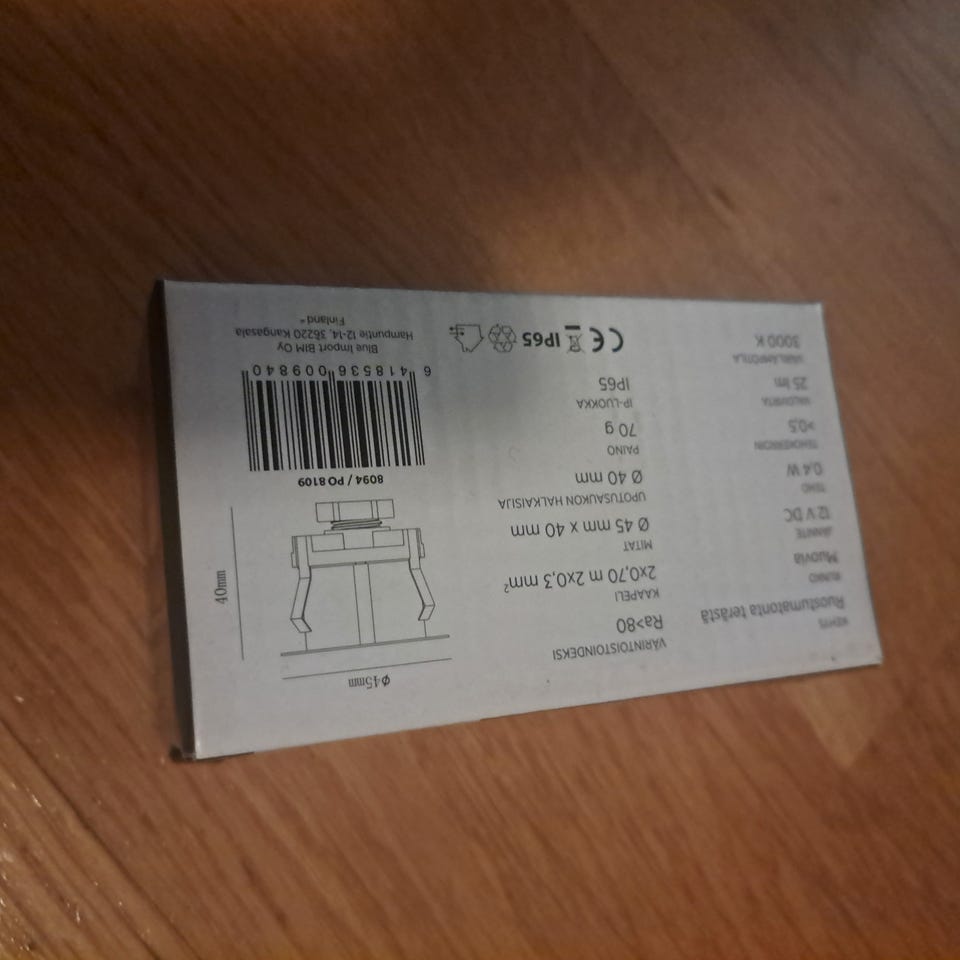 KEHYS
Ruostumatonta terästä
RUNKO
Muovia
JÄNNITE
12 V DC
TEHO
0,4 W
TEHOKERROIN
>0,5
VALOVIRTA
25 lm
VÄRILÄMPÖTILA
3000 K
VÄRINTOISTOINDEKSI
Ra>80
KAAPELI
2x0,70 m 2x0,3 mm²
MITAT
Ø 45 mm x 40 mm
UPOTUSAUKON HALKAISIJA
Ø 40 mm
PAINO
70 g
IP-LUOKKA
IP65
CE IP65
ϕ45mm
40mm
8094 / PO 8109
6 418536 009840
Blue Import BIM Oy
Hampuntie 12-14, 36220 Kangasala
Finland"